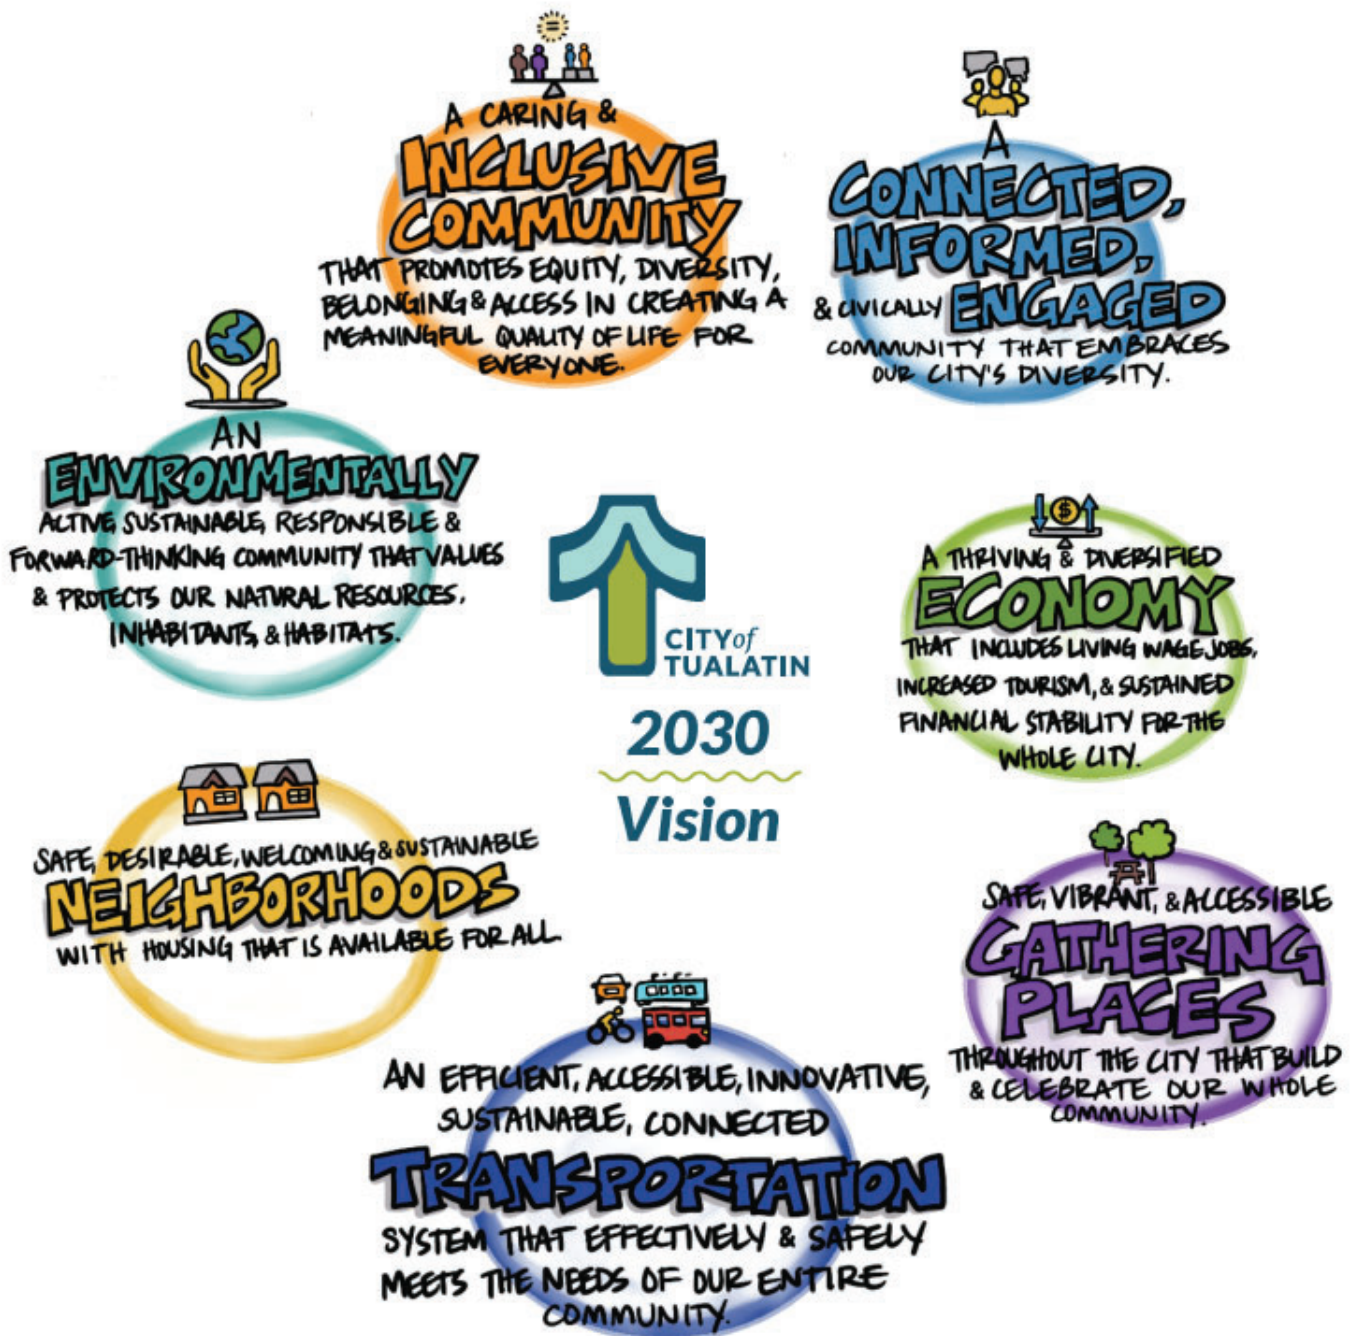 A CARING &
INCLUSIVE
COMMUNITY
THAT PROMOTES EQUITY, DIVERSITY,
BELONGING & ACCESS IN CREATING A
MEANINGFUL QUALITY OF LIFE FOR
EVERYONE.
A
CONNECTED,
INFORMED,
& CIVICALLY ENGAGED
COMMUNITY THAT EMBRACES
OUR CITY'S DIVERSITY.
AN
ENVIRONMENTALLY
ACTIVE, SUSTAINABLE, RESPONSIBLE &
FORWARD-THINKING COMMUNITY THAT VALUES
& PROTECTS OUR NATURAL RESOURCES,
INHABITANTS, & HABITATS.
CITY of
TUALATIN
2030
Vision
$
A THRIVING & DIVERSIFIED
ECONOMY
THAT INCLUDES LIVING WAGE JOBS,
INCREASED TOURISM, & SUSTAINED
FINANCIAL STABILITY FOR THE
WHOLE CITY.
SAFE, DESIRABLE, WELCOMING & SUSTAINABLE
NEIGHBORHOODS
WITH HOUSING THAT IS AVAILABLE FOR ALL.
SAFE, VIBRANT, & ACCESSIBLE
GATHERING
PLACES
THROUGHOUT THE CITY THAT BUILD
& CELEBRATE OUR WHOLE
COMMUNITY.
AN EFFICIENT, ACCESSIBLE, INNOVATIVE,
SUSTAINABLE, CONNECTED
TRANSPORTATION
SYSTEM THAT EFFECTIVELY & SAFELY
MEETS THE NEEDS OF OUR ENTIRE
COMMUNITY.